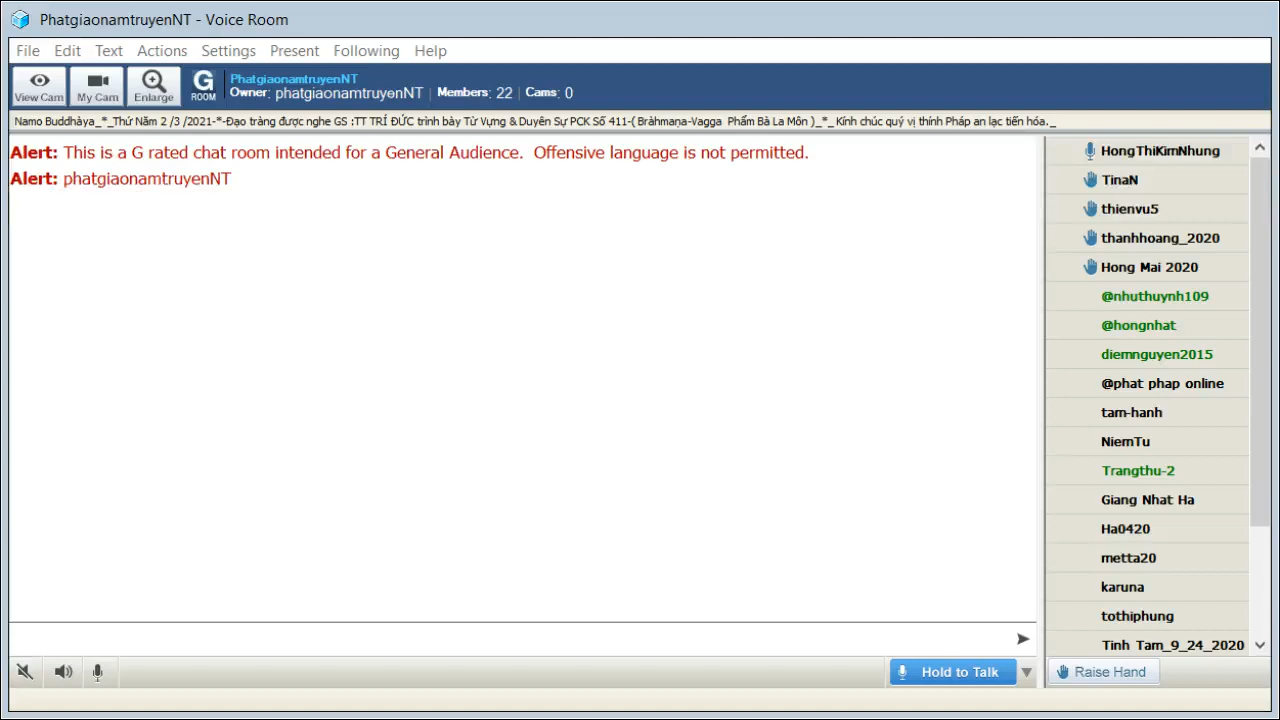 PhatgiaonamtruyenNT - Voice Room
File Edit Text Actions Settings Present Following Help
View Cam My Cam Enlarge G ROOM
PhatgiaonamtruyenNT
Owner: phatgiaonamtruyenNT Members: 22 Cams: 0
Namo Buddhàya_*_Thứ Năm 2 /3 /2021-*-Đạo tràng được nghe GS :TT TRÍ ĐỨC trình bày Từ Vựng & Duyên Sự PCK Số 411-( Bràhmaṇa-Vagga Phẩm Bà La Môn )_*_ Kính chúc quý vị thính Pháp an lạc tiến hóa._
Alert: This is a G rated chat room intended for a General Audience. Offensive language is not permitted.
Alert: phatgiaonamtruyenNT
HongThiKimNhung
TinaN
thienvu5
thanhhoang_2020
Hong Mai 2020
@nhuthuynh109
@hongnhat
diemnguyen2015
@phat phap online
tam-hanh
NiemTu
Trangthu-2
Giang Nhat Ha
Ha0420
metta20
karuna
tothiphung
Tinh Tam_9_24_2020
Hold to Talk
Raise Hand